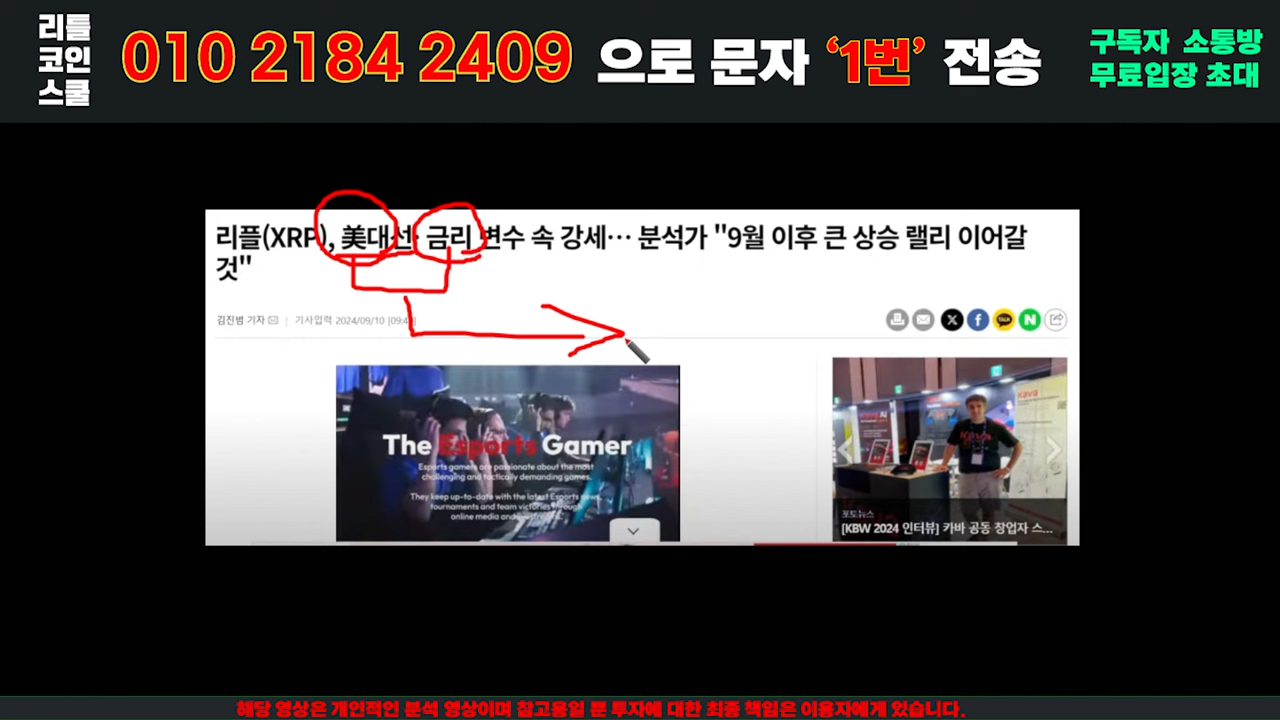 리틀
코인
스쿨
010 2184 2409 으로 문자 ‘1번’ 전송
구독자 소통방
무료입장 초대
리플(XRP), 美대선· 금리 변수 속 강세… 분석가 "9월 이후 큰 상승 랠리 이어갈
것"
김진범 기자 | 기사입력 2024/09/10 [09:4
TALK
N
The Esports Gamer
Esports gamers are passionate about the most
challenging and tactically demanding games.
They keep up-to-date with the latest Esports news,
tournaments and team victories through
online media and
Kava
포토뉴스
[KBW 2024 인터뷰] 카바 공동 창업자 스...
해당 영상은 개인적인 분석 영상이며 참고용일 뿐 투자에 대한 최종 책임은 이용자에게 있습니다.